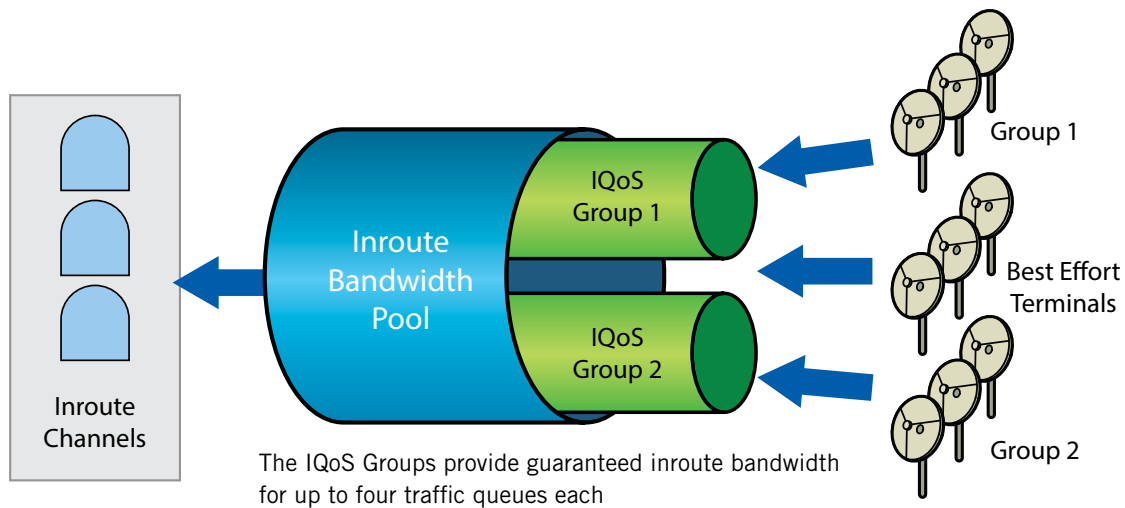 Inroute
Channels
Inroute
Bandwidth
Pool
IQoS
Group 1
IQoS
Group 2
Group 1
Best Effort
Terminals
Group 2
The IQoS Groups provide guaranteed inroute bandwidth
for up to four traffic queues each